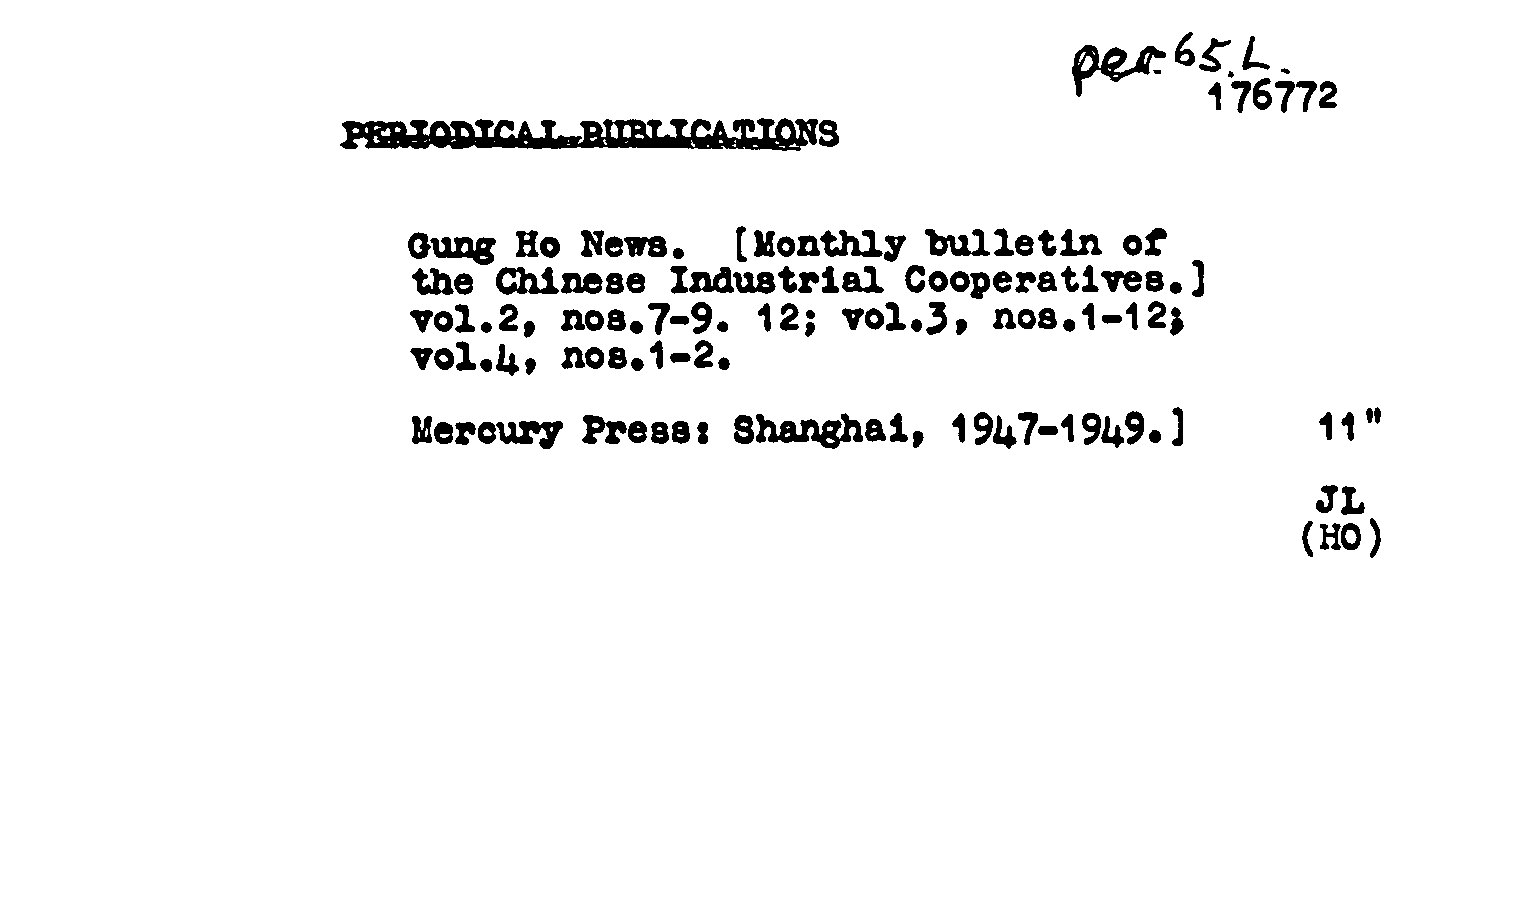 per. 65. L.
176772
PERIODICAL PUBLICATIONS
Gung Ho News. [Monthly bulletin of
the Chinese Industrial Cooperatives.]
vol.2, nos.7-9. 12; vol.3, nos.1-12;
vol.4, nos.1-2.
Mercury Press: Shanghai, 1947-1949.] 11"
JL
(HO)